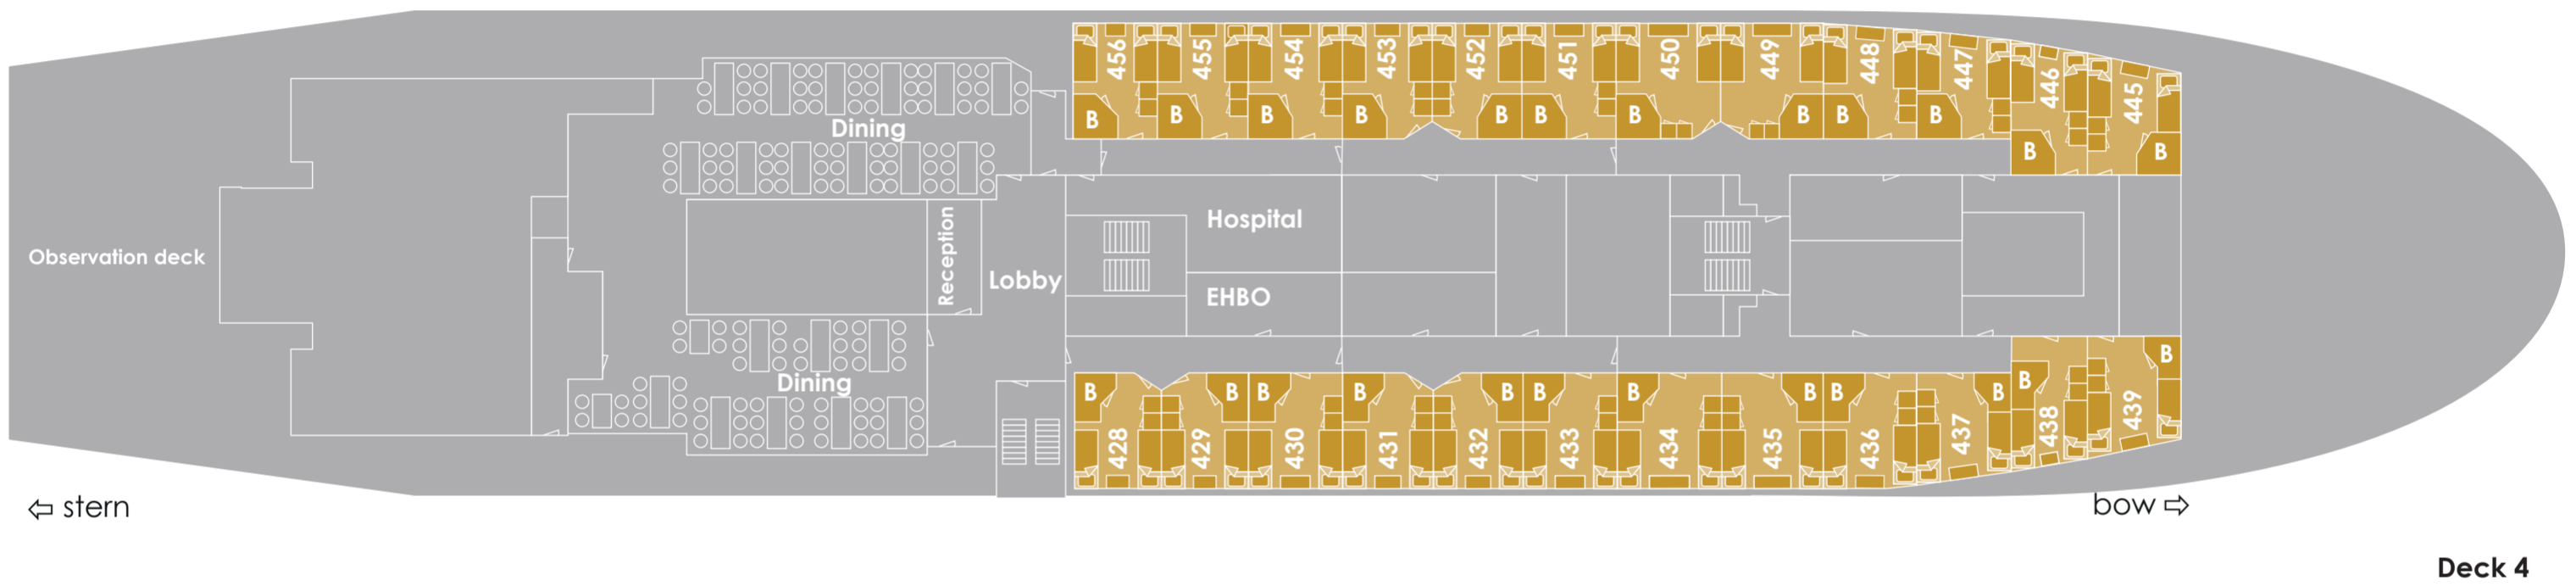 456 455 454 453 452 451 450 449 448 447 446 445
B B B B B B B B B B B B
Dining
Observation deck
Reception
Lobby
Hospital
EHBO
Dining
B B B B B B B B B B B B
428 429 430 431 432 433 434 435 436 437 438 439
⇦ stern
bow ⇨
Deck 4